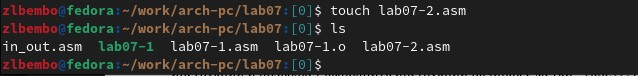 zlbembo@fedora:~/work/arch-pc/lab07:[0]$ touch lab07-2.asm
zlbembo@fedora:~/work/arch-pc/lab07:[0]$ ls
in_out.asm  lab07-1  lab07-1.asm  lab07-1.o  lab07-2.asm
zlbembo@fedora:~/work/arch-pc/lab07:[0]$